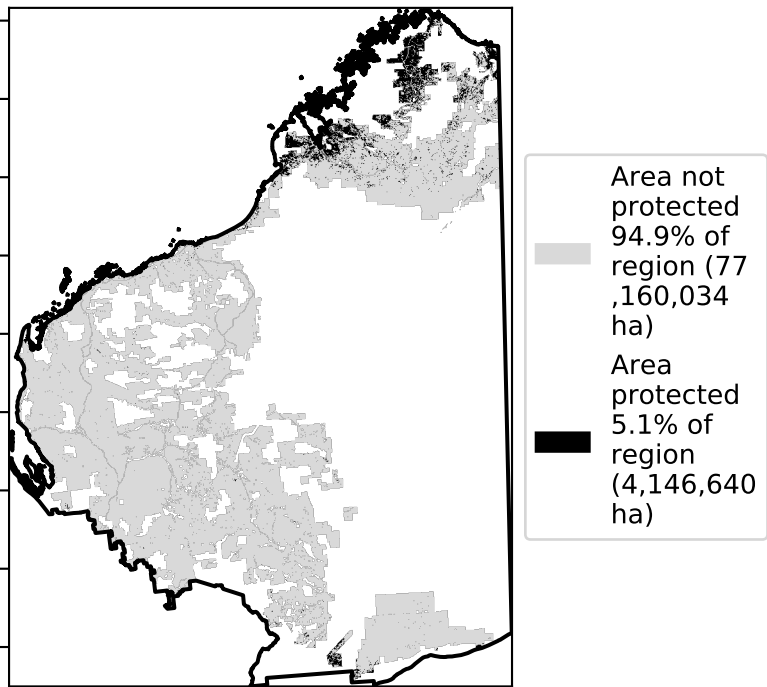 Area not
protected
94.9% of
region (77
,160,034
ha)
Area
protected
5.1% of
region
(4,146,640
ha)